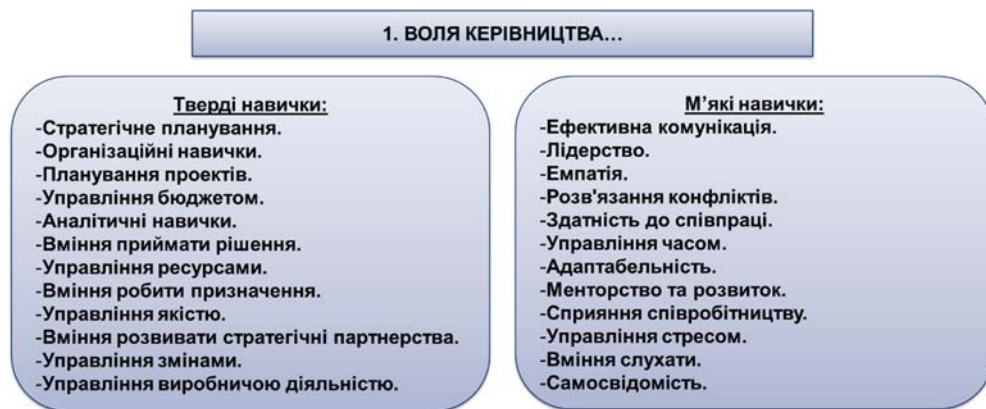 1. ВОЛЯ КЕРІВНИЦТВА…
Тверді навички:
-Стратегічне планування.
-Організаційні навички.
-Планування проектів.
-Управління бюджетом.
-Аналітичні навички.
-Вміння приймати рішення.
-Управління ресурсами.
-Вміння робити призначення.
-Управління якістю.
-Вміння розвивати стратегічні партнерства.
-Управління змінами.
-Управління виробничою діяльністю.
М’які навички:
-Ефективна комунікація.
-Лідерство.
-Емпатія.
-Розв'язання конфліктів.
-Здатність до співпраці.
-Управління часом.
-Адаптабельність.
-Менторство та розвиток.
-Сприяння співробітництву.
-Управління стресом.
-Вміння слухати.
-Самосвідомість.